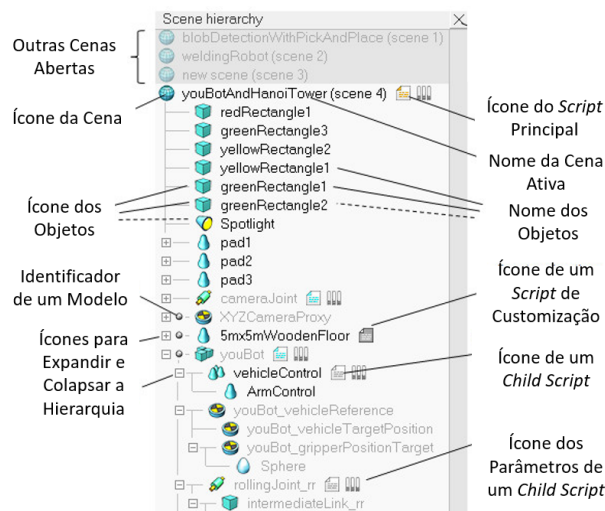 Scene hierarchy
blobDetectionWithPickAndPlace (scene 1)
weldingRobot (scene 2)
new scene (scene 3)
youBotAndHanoiTower (scene 4)
redRectangle1
greenRectangle3
yellowRectangle2
yellowRectangle1
greenRectangle1
greenRectangle2
Spotlight
pad1
pad2
pad3
cameraJoint
XYZCameraProxy
5mx5mWoodenFloor
youBot
vehicleControl
ArmControl
youBot_vehicleReference
youBot_vehicleTargetPosition
youBot_gripperPositionTarget
Sphere
rollingJoint_rr
intermediateLink_rr
Outras Cenas
Abertas
Ícone da Cena
Ícone dos
Objetos
Identificador
de um Modelo
Ícones para
Expandir e
Colapsar a
Hierarquia
Ícone do Script
Principal
Nome da Cena
Ativa
Nome dos
Objetos
Ícone de um
Script de
Customização
Ícone de um
Child Script
Ícone dos
Parâmetros de
um Child Script